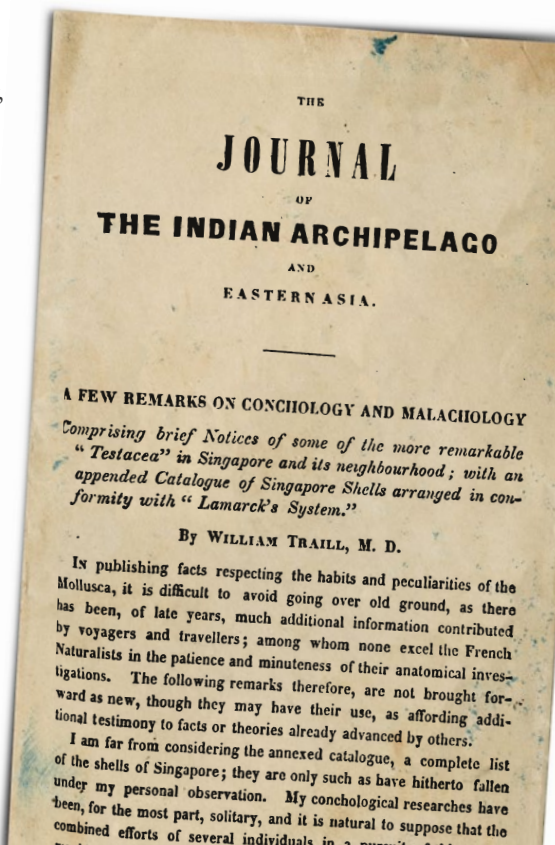 THE
JOURNAL
OF
THE INDIAN ARCHIPELAGO
AND
EASTERN ASIA.
A FEW REMARKS ON CONCHOLOGY AND MALACHOLOGY
Comprising brief Notices of some of the more remarkable
“ Testacea” in Singapore and its neighbourhood ; with an
appended Catalogue of Singapore Shells arranged in con-
formity with “ Lamarck's System.”
By WILLIAM TRAILL, M. D.
IN publishing facts respecting the habits and peculiarities of the
Mollusca, it is difficult to avoid going over old ground, as there
has been, of late years, much additional information contributed
by voyagers and travellers ; among whom none excel the French
Naturalists in the patience and minuteness of their anatomical inves-
tigations. The following remarks therefore, are not brought for-
ward as new, though they may have their use, as affording addi-
tional testimony to facts or theories already advanced by others.
I am far from considering the annexed catalogue, a complete list
of the shells of Singapore ; they are only such as have hitherto fallen
under my personal observation. My conchological researches have
been, for the most part, solitary, and it is natural to suppose that the
combined efforts of several individuals in a pursuit of